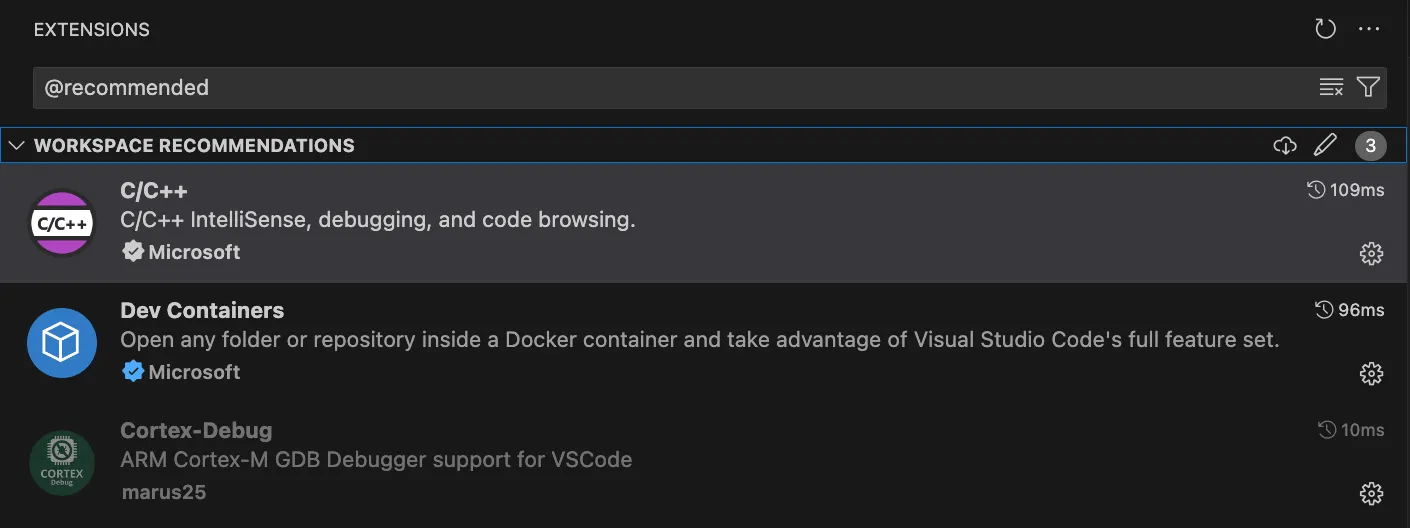 EXTENSIONS
@recommended
WORKSPACE RECOMMENDATIONS
3
C/C++
109ms
C/C++ IntelliSense, debugging, and code browsing.
C/C++
Microsoft
Dev Containers
96ms
Open any folder or repository inside a Docker container and take advantage of Visual Studio Code's full feature set.
Microsoft
Cortex-Debug
10ms
ARM Cortex-M GDB Debugger support for VSCode
CORTEX
Debug
marus25